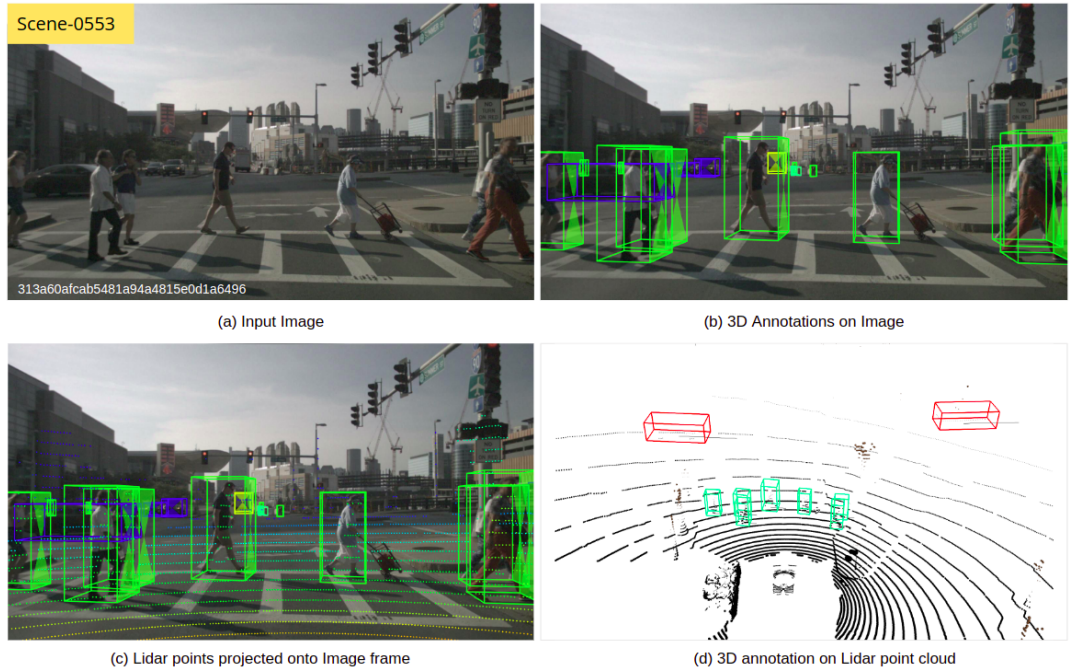 Scene-0553
313a60afcab5481a94a4815e0d1a6496
(a) Input Image
(b) 3D Annotations on Image
(c) Lidar points projected onto Image frame
(d) 3D annotation on Lidar point cloud